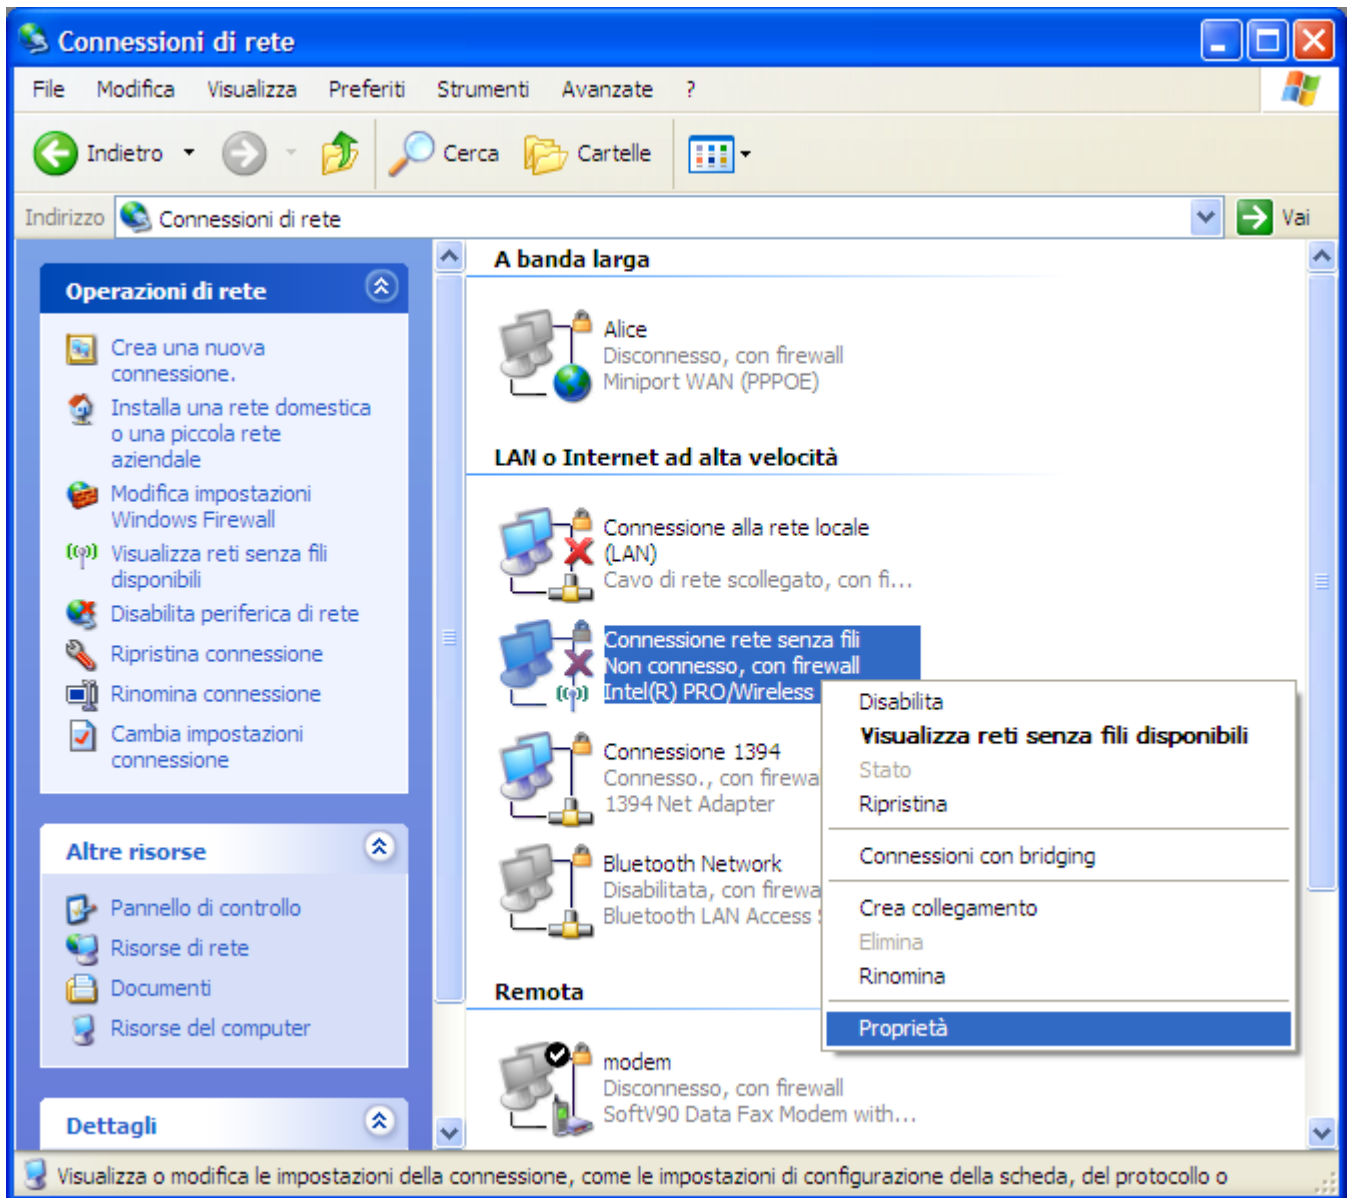 Connessioni di rete
File Modifica Visualizza Preferiti Strumenti Avanzate ?
Indietro Cerca Cartelle
Indirizzo Connessioni di rete Vai
Operazioni di rete
Crea una nuova
connessione.
Installa una rete domestica
o una piccola rete
aziendale
Modifica impostazioni
Windows Firewall
Visualizza reti senza fili
disponibili
Disabilita periferica di rete
Ripristina connessione
Rinomina connessione
Cambia impostazioni
connessione
Altre risorse
Pannello di controllo
Risorse di rete
Documenti
Risorse del computer
Dettagli
A banda larga
Alice
Disconnesso, con firewall
Miniport WAN (PPPOE)
LAN o Internet ad alta velocità
Connessione alla rete locale
(LAN)
Cavo di rete scollegato, con fi...
Connessione rete senza fili
Non connesso, con firewall
Intel(R) PRO/Wireless
Connessione 1394
Connesso., con firewa
1394 Net Adapter
Bluetooth Network
Disabilitata, con firewa
Bluetooth LAN Access
Remota
modem
Disconnesso, con firewall
SoftV90 Data Fax Modem with...
Disabilita
Visualizza reti senza fili disponibili
Stato
Ripristina
Connessioni con bridging
Crea collegamento
Elimina
Rinomina
Proprietà
Visualizza o modifica le impostazioni della connessione, come le impostazioni di configurazione della scheda, del protocollo o